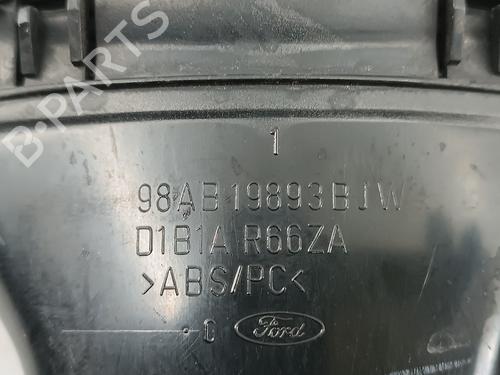 B-PARTS
1
98AB19893BJW
D1B1A R66ZA
>ABS/PC<
Ford